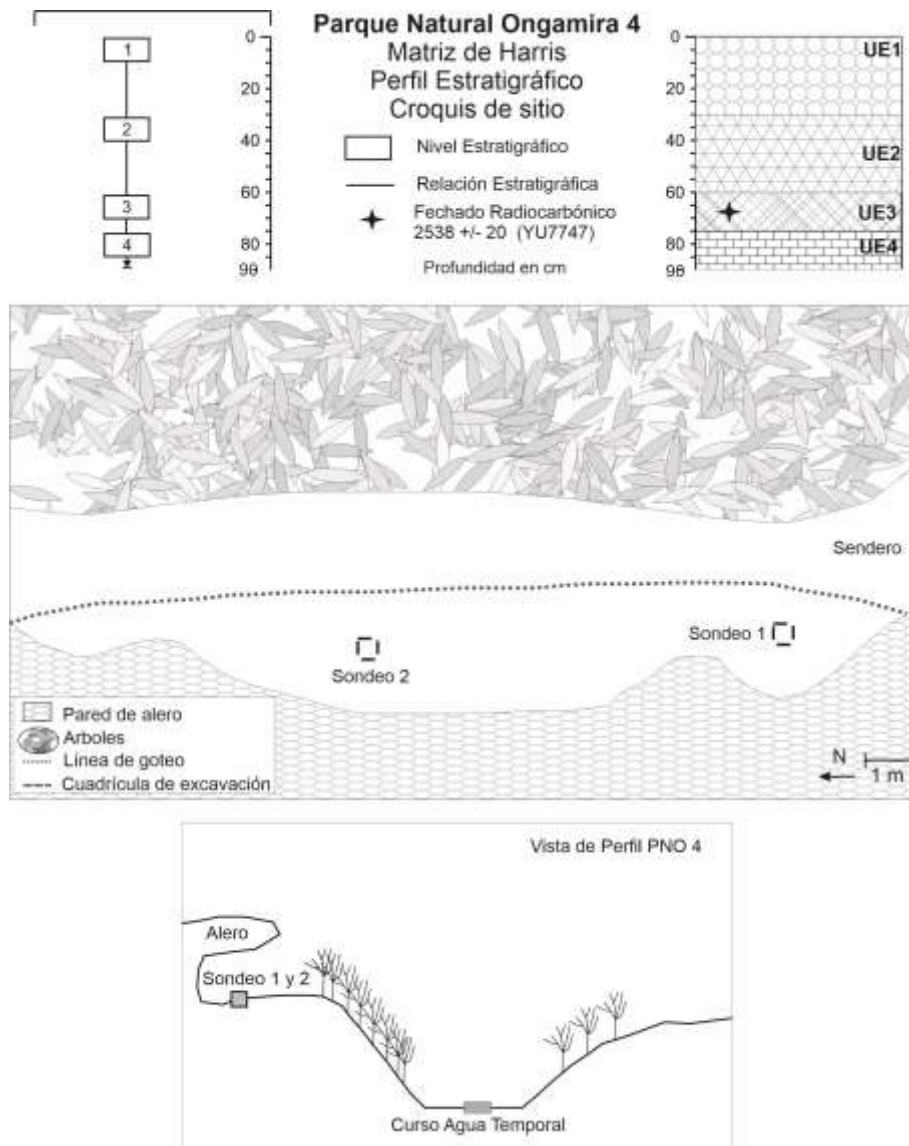 Parque Natural Ongamira 4
Matriz de Harris
Perfil Estratigráfico
Croquis de sitio
Nivel Estratigráfico
Relación Estratigráfica
Fechado Radiocarbónico
2538 +/- 20 (YU7747)
Profundidad en cm
1
2
3
4
0
20
40
60
80
90
0
20
40
60
80
90
UE1
UE2
UE3
UE4
Sendero
Sondeo 1
Sondeo 2
Pared de alero
Arboles
Línea de goteo
Cuadrícula de excavación
N
1 m
Vista de Perfil PNO 4
Alero
Sondeo 1 y 2
Curso Agua Temporal